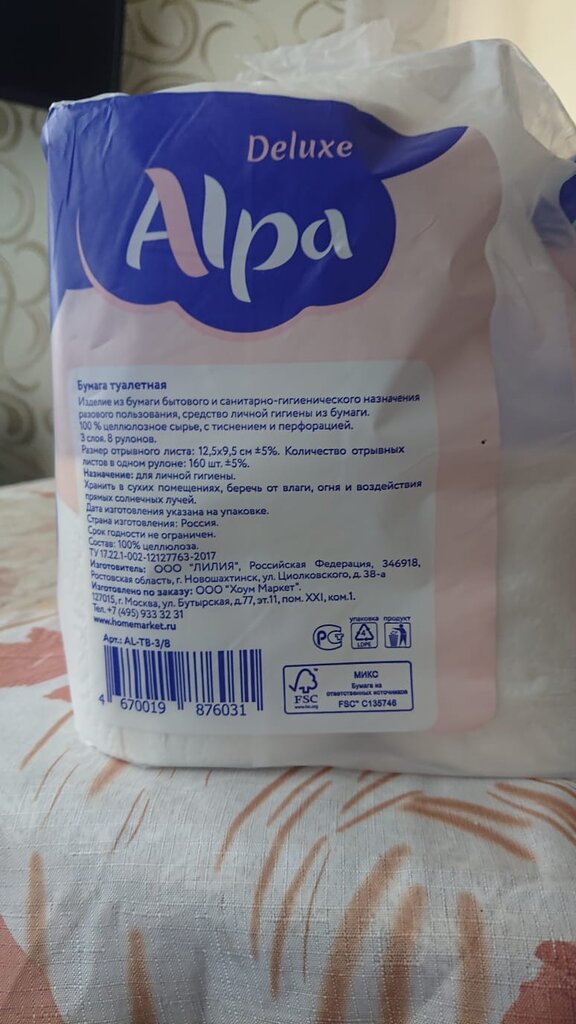 Deluxe
Alpa
Бумага туалетная
Изделие из бумаги бытового и санитарно-гигиенического назначения
разового пользования, средство личной гигиены из бумаги.
100 % целлюлозное сырье, с тиснением и перфорацией.
3 слоя. 8 рулонов.
Размер отрывного листа: 12,5х9,5 см ±5%. Количество отрывных
листов в одном рулоне: 160 шт. ±5%.
Назначение: для личной гигиены.
Хранить в сухих помещениях, беречь от влаги, огня и воздействия
прямых солнечных лучей.
Дата изготовления указана на упаковке.
Страна изготовления: Россия.
Срок годности не ограничен.
Состав: 100% целлюлоза.
ТУ 17.22.1-002-12127763-2017
Изготовитель: ООО "ЛИЛИЯ", Российская Федерация, 346918,
Ростовская область, г. Новошахтинск, ул. Циолковского, д. 38-а
Изготовлено по заказу: ООО "Хоум Маркет".
127015, г. Москва, ул. Бутырская, д.77, эт.11, пом. XXI, ком.1.
Тел. +7 (495) 933 32 31
www.homemarket.ru
Арт.: AL-TB-3/8
упаковка продукт
РСТ 4 LDPE
4 670019 876031
FSC
www.fsc.org
МИКС
Бумага из
ответственных источников
FSC™ C135746